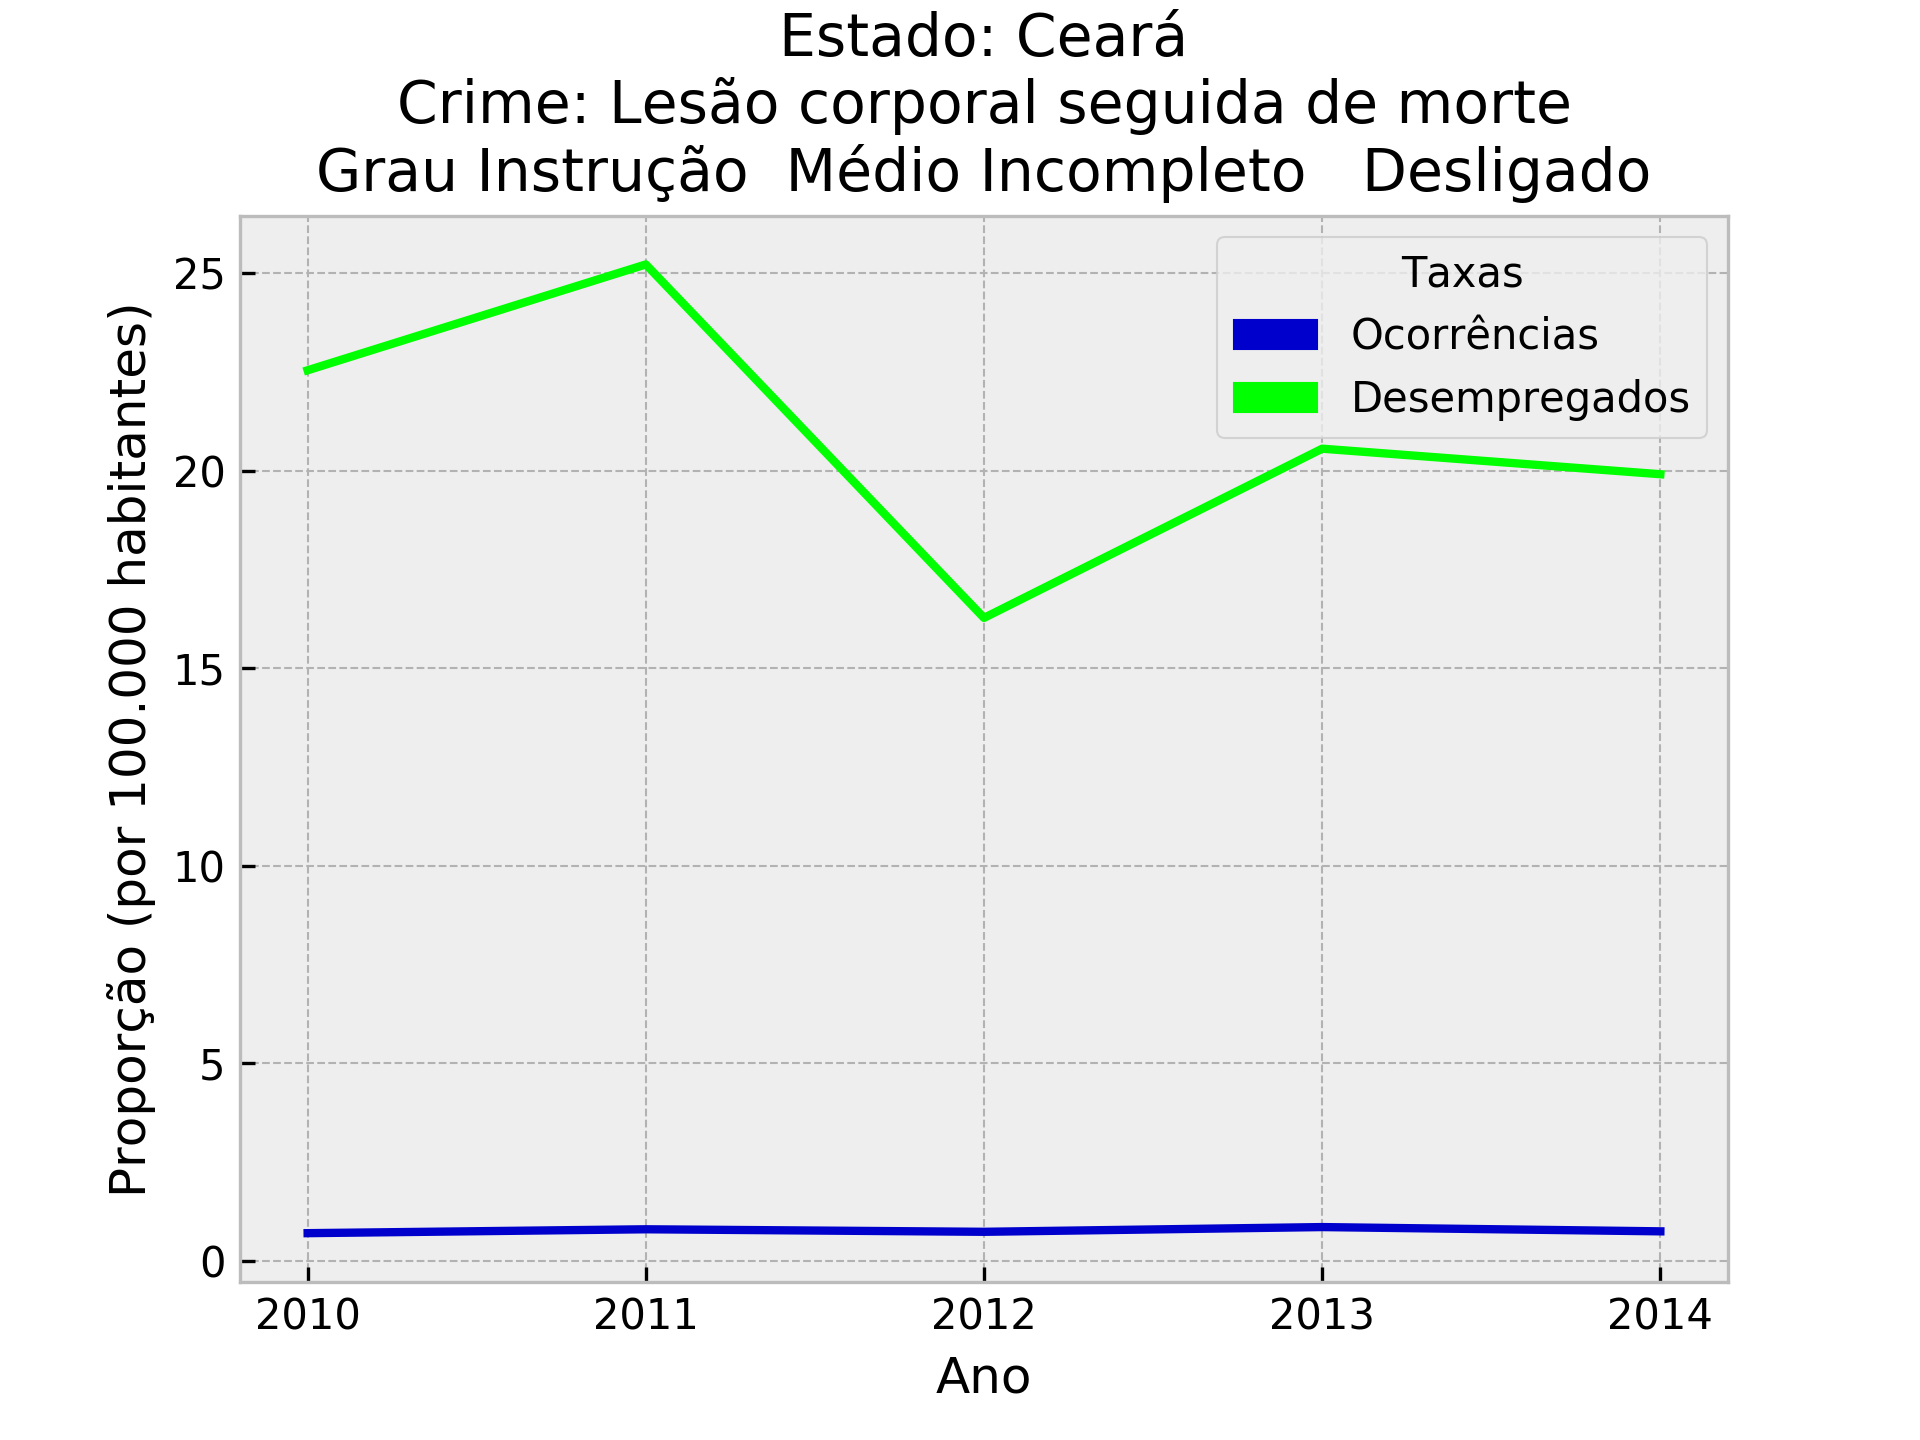 Estado: Ceará
Crime: Lesão corporal seguida de morte
Grau Instrução  Médio Incompleto   Desligado
Proporção (por 100.000 habitantes)
25
20
15
10
5
0
Taxas
Ocorrências
Desempregados
2010 2011 2012 2013 2014
Ano